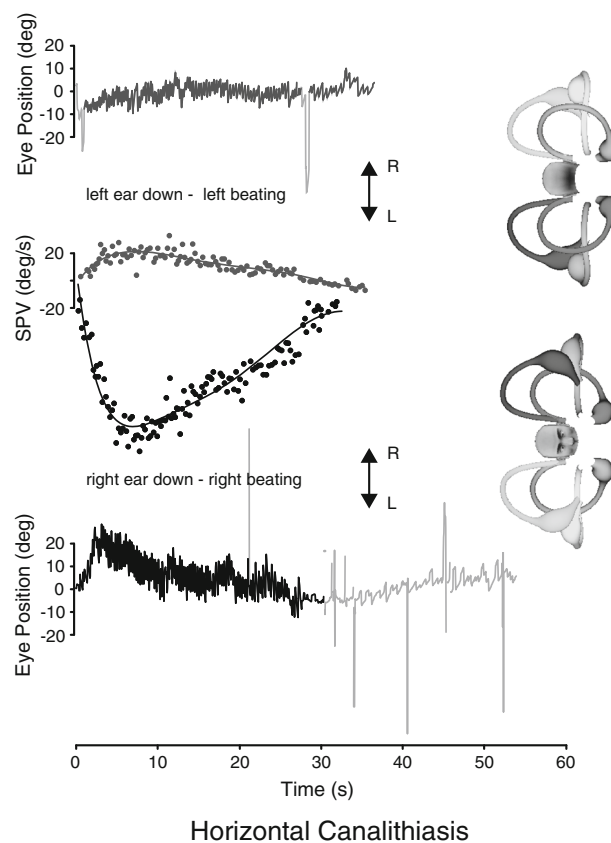 Eye Position (deg)
20
10
0
-10
-20
R
L
left ear down - left beating
SPV (deg/s)
20
-20
R
L
right ear down - right beating
Eye Position (deg)
20
10
0
-10
-20
0 10 20 30 40 50 60
Time (s)
Horizontal Canalithiasis